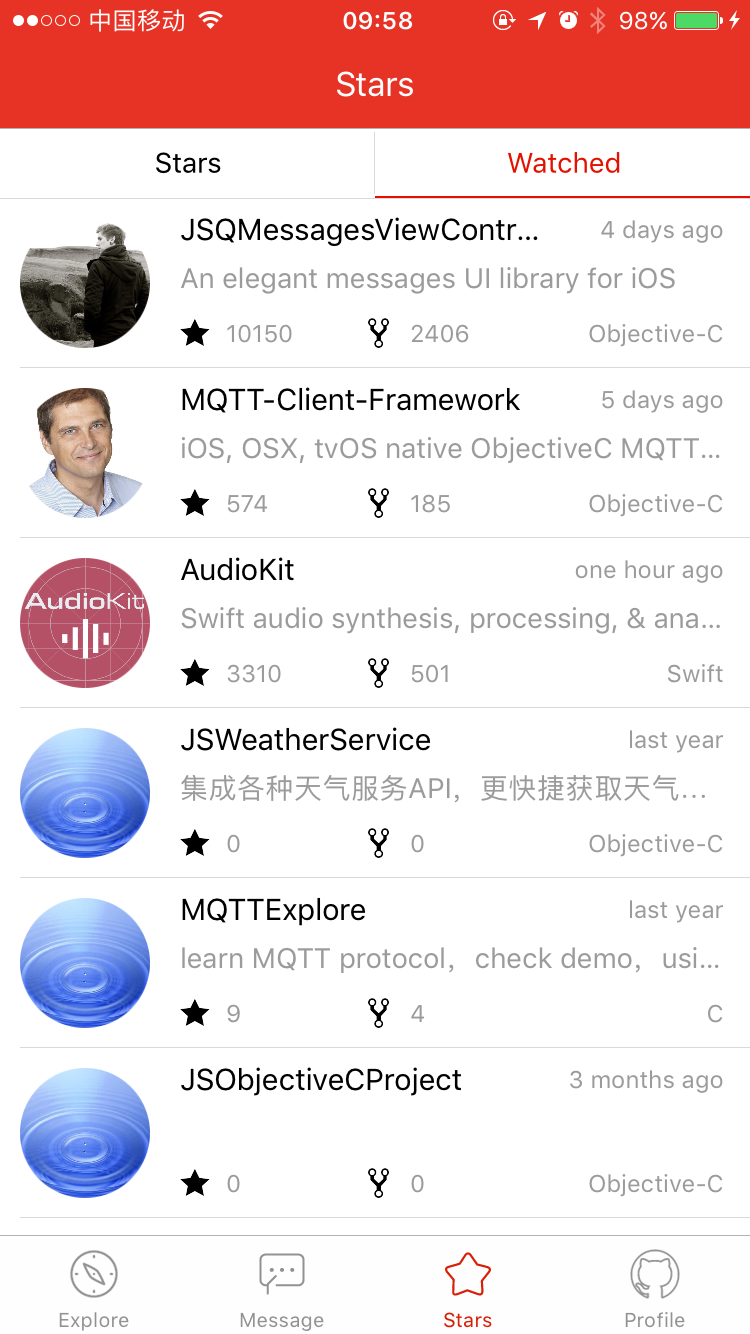 中国移动 09:58 98%
Stars
Stars Watched
JSQMessagesViewContr... 4 days ago
An elegant messages UI library for iOS
10150 2406 Objective-C
MQTT-Client-Framework 5 days ago
iOS, OSX, tvOS native ObjectiveC MQTT...
574 185 Objective-C
AudioKit
AudioKit one hour ago
Swift audio synthesis, processing, & ana...
3310 501 Swift
JSWeatherService last year
集成各种天气服务API，更快捷获取天气...
0 0 Objective-C
MQTTExplore last year
learn MQTT protocol，check demo，usi...
9 4 C
JSObjectiveCProject 3 months ago
0 0 Objective-C
Explore Message Stars Profile